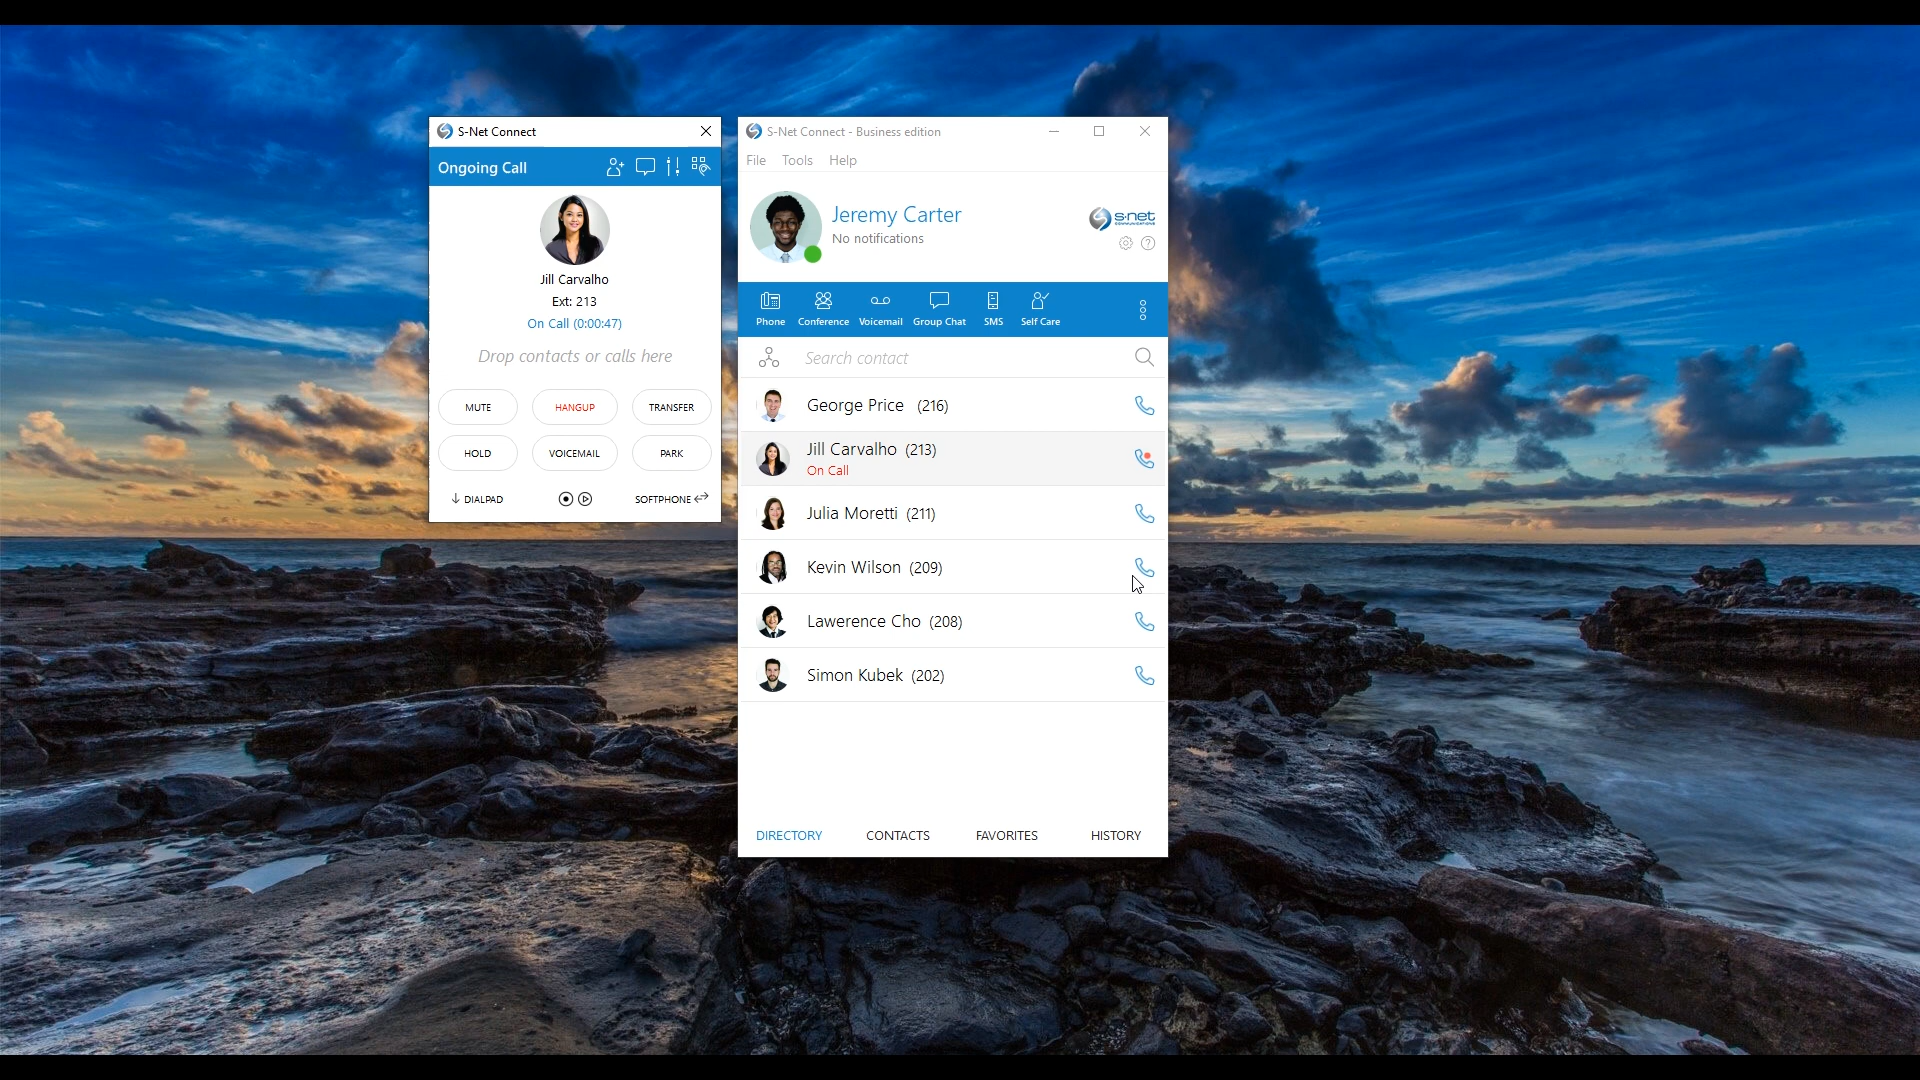 S-Net Connect
Ongoing Call
Jill Carvalho
Ext: 213
On Call (0:00:47)
Drop contacts or calls here
MUTE HANGUP TRANSFER
HOLD VOICEMAIL PARK
DIALPAD SOFTPHONE
S-Net Connect - Business edition
File Tools Help
Jeremy Carter
No notifications
s·net
COMMUNICATIONS
Phone Conference Voicemail Group Chat SMS Self Care
Search contact
George Price (216)
Jill Carvalho (213)
On Call
Julia Moretti (211)
Kevin Wilson (209)
Lawerence Cho (208)
Simon Kubek (202)
DIRECTORY CONTACTS FAVORITES HISTORY